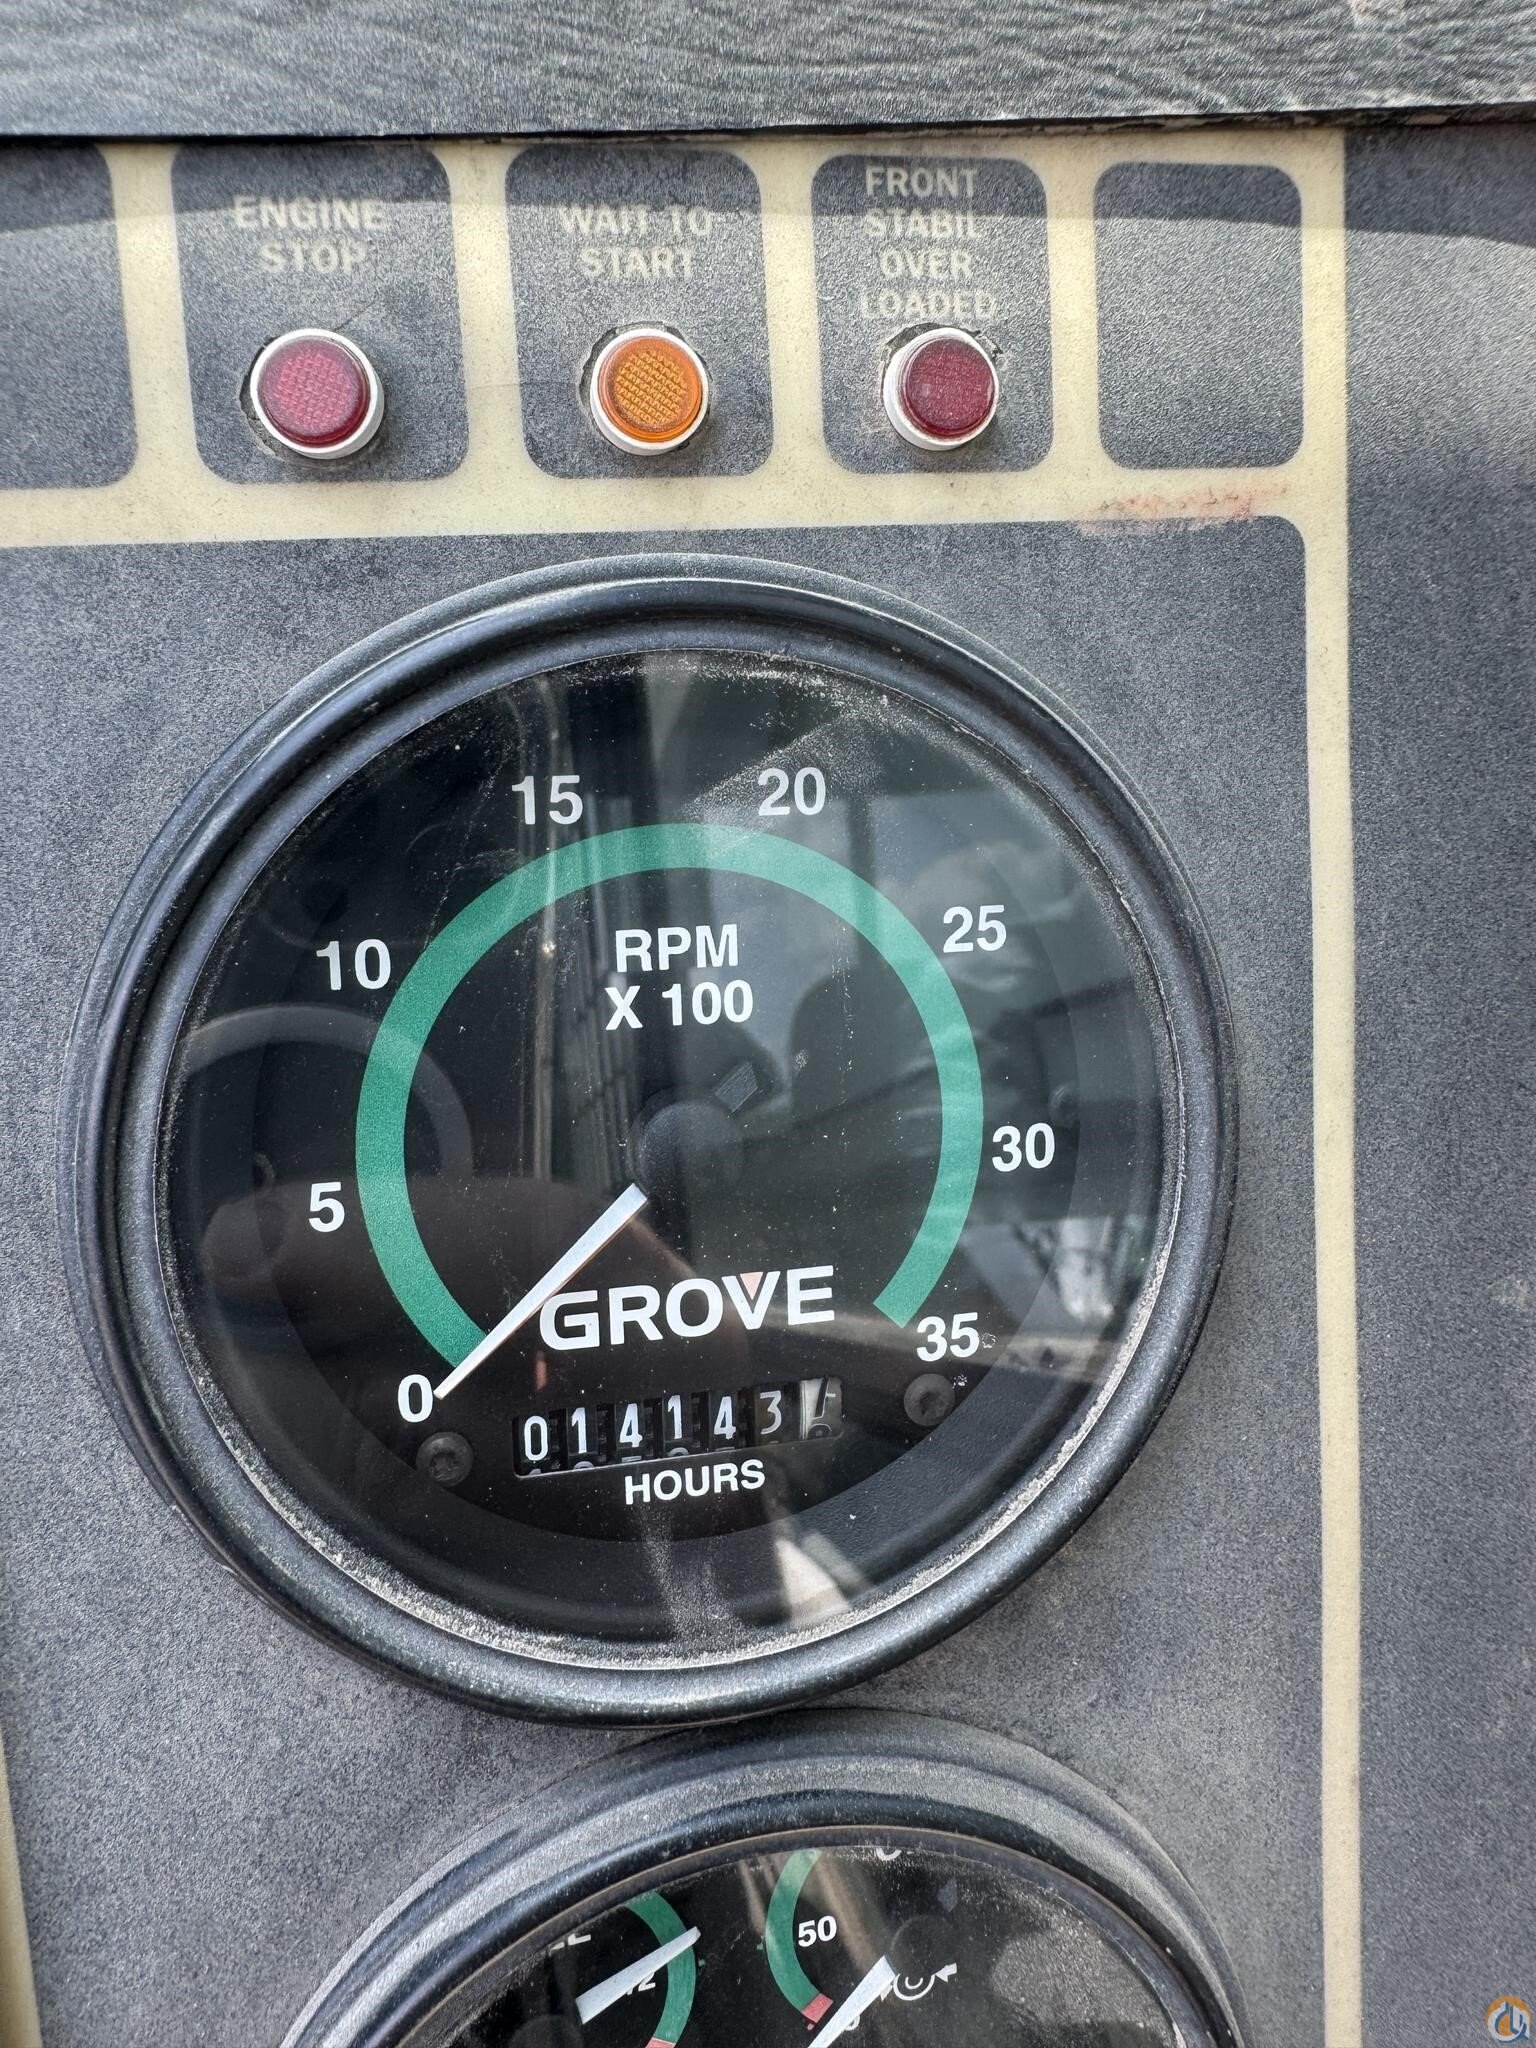 ENGINE
STOP
WAIT TO
START
FRONT
STABIL
OVER
LOADED
15
20
10
25
RPM
X 100
5
30
GROVE
0
35
014143
HOURS
50